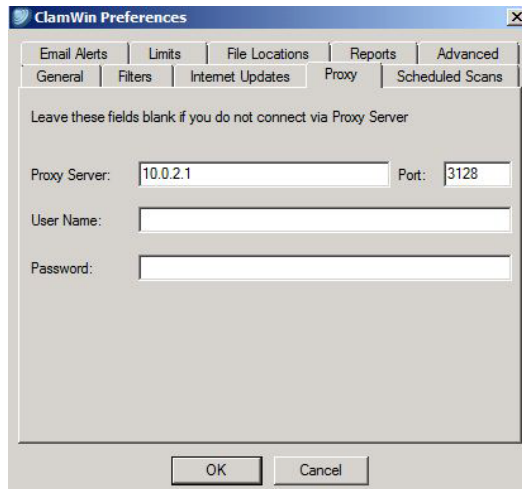 ClamWin Preferences
Email Alerts Limits File Locations Reports Advanced
General Filters Internet Updates Proxy Scheduled Scans
Leave these fields blank if you do not connect via Proxy Server
Proxy Server: 10.0.2.1 Port: 3128
User Name:
Password:
OK Cancel